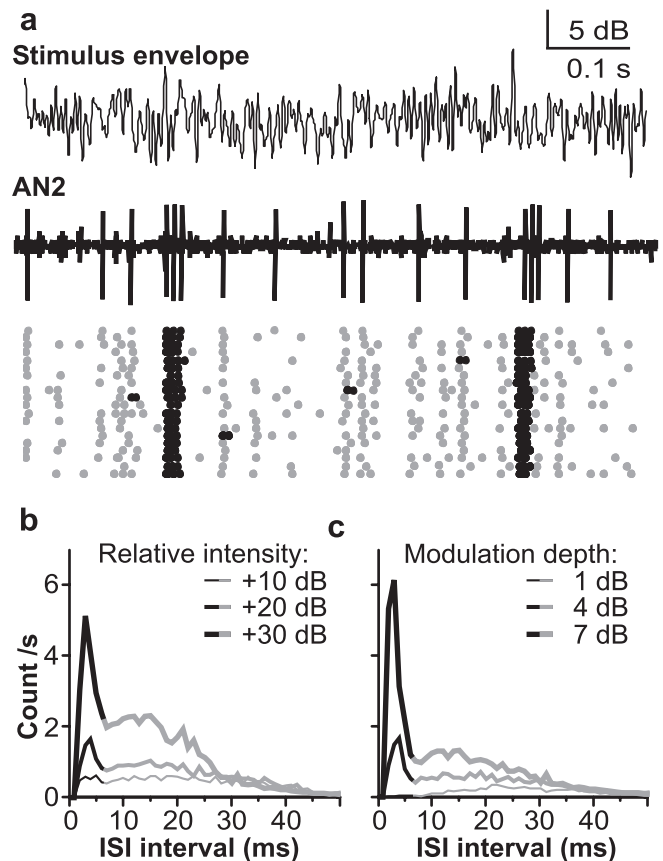 a
5 dB
Stimulus envelope
0.1 s
AN2
b
Relative intensity:
+10 dB
+20 dB
+30 dB
6
4
2
0
Count /s
0 10 20 30 40
ISI interval (ms)
c
Modulation depth:
1 dB
4 dB
7 dB
0 10 20 30 40
ISI interval (ms)